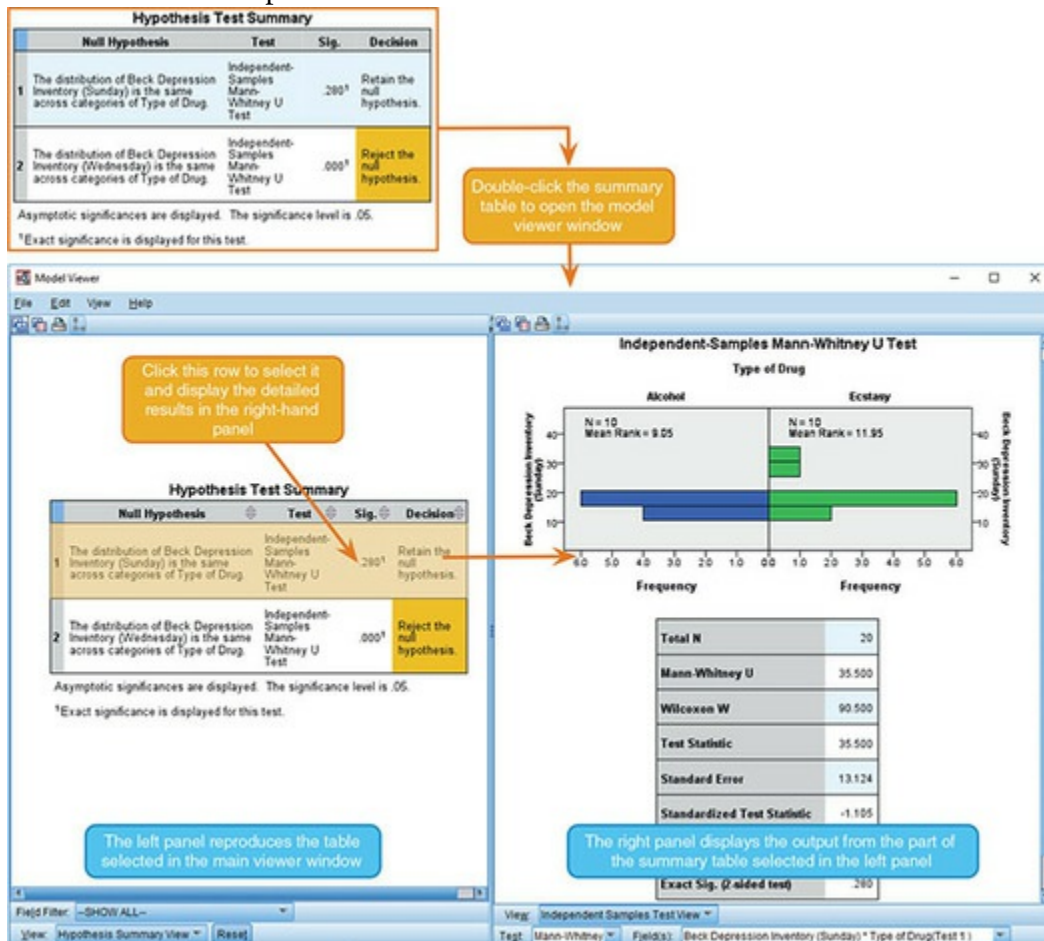 Hypothesis Test Summary
Null Hypothesis Test Sig. Decision
1 The distribution of Beck Depression Inventory (Sunday) is the same across categories of Type of Drug. Independent-Samples Mann-Whitney U Test .280¹ Retain the null hypothesis.
2 The distribution of Beck Depression Inventory (Wednesday) is the same across categories of Type of Drug. Independent-Samples Mann-Whitney U Test .000¹ Reject the null hypothesis.
Asymptotic significances are displayed. The significance level is .05.
¹Exact significance is displayed for this test.
Double-click the summary
table to open the model
viewer window
Model Viewer
File Edit View Help
Click this row to select it
and display the detailed
results in the right-hand
panel
Hypothesis Test Summary
Null Hypothesis Test Sig. Decision
1 The distribution of Beck Depression Inventory (Sunday) is the same across categories of Type of Drug. Independent-Samples Mann-Whitney U Test .280¹ Retain the null hypothesis.
2 The distribution of Beck Depression Inventory (Wednesday) is the same across categories of Type of Drug. Independent-Samples Mann-Whitney U Test .000¹ Reject the null hypothesis.
Asymptotic significances are displayed. The significance level is .05.
¹Exact significance is displayed for this test.
The left panel reproduces the table
selected in the main viewer window
Field Filter: --SHOW ALL--
View: Hypothesis Summary View Reset
Independent-Samples Mann-Whitney U Test
Type of Drug
Alcohol Ecstasy
N = 10 N = 10
Mean Rank = 9.05 Mean Rank = 11.95
Beck Depression Inventory
(Sunday)
40 30 20 10
Beck Depression Inventory
(Sunday)
40 30 20 10
6.0 5.0 4.0 3.0 2.0 1.0 0.0 1.0 2.0 3.0 4.0 5.0 6.0
Frequency Frequency
Total N 20
Mann-Whitney U 35.500
Wilcoxon W 90.500
Test Statistic 35.500
Standard Error 13.124
Standardized Test Statistic -1.105
The right panel displays the output from the part of
the summary table selected in the left panel
Exact Sig. (2-sided test) .280
View: Independent Samples Test View
Test: Mann-Whitney Field(s): Beck Depression Inventory (Sunday) * Type of Drug(Test 1)